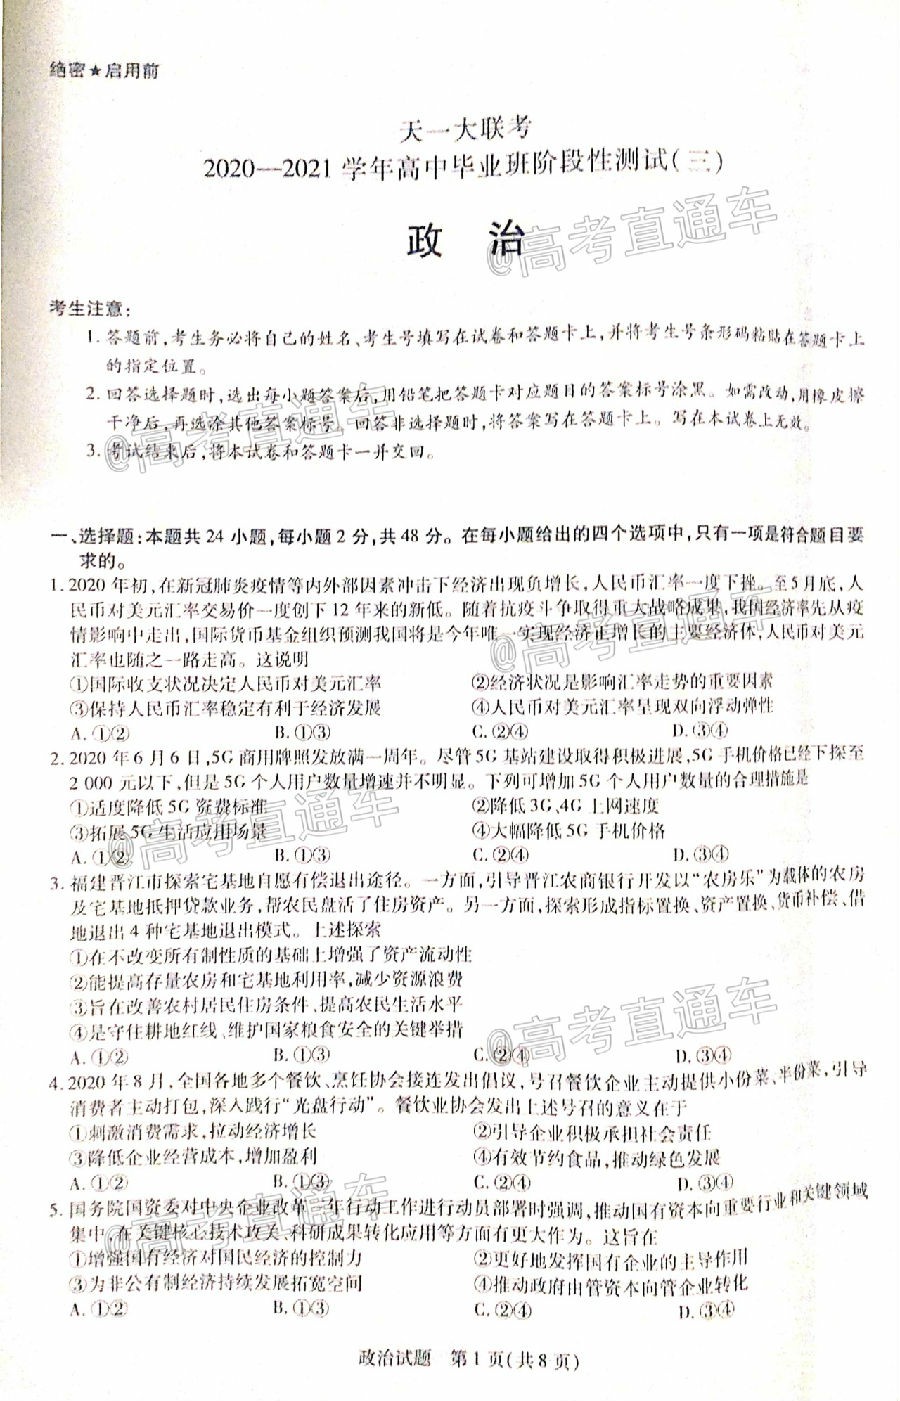 绝密★启用前
天一大联考
2020—2021学年高中毕业班阶段性测试(三)
政 治
考生注意:
1. 答题前,考生务必将自己的姓名、考生号填写在试卷和答题卡上,并将考生号条形码粘贴在答题卡上
的指定位置。
2. 回答选择题时,选出每小题答案后,用铅笔把答题卡对应题目的答案标号涂黑。如需改动,用橡皮擦
干净后,再选涂其他答案标号。回答非选择题时,将答案写在答题卡上。写在本试卷上无效。
3. 考试结束后,将本试卷和答题卡一并交回。
一、选择题:本题共24小题,每小题2分,共48分。在每小题给出的四个选项中,只有一项是符合题目要
求的。
1. 2020年初,在新冠肺炎疫情等内外部因素冲击下经济出现负增长,人民币汇率一度下挫。至5月底,人
民币对美元汇率交易价一度创下12年来的新低。随着抗疫斗争取得重大战略成果,我国经济率先从疫
情影响中走出,国际货币基金组织预测我国将是今年唯一实现经济正增长的主要经济体,人民币对美元
汇率也随之一路走高。这说明
①国际收支状况决定人民币对美元汇率 ②经济状况是影响汇率走势的重要因素
③保持人民币汇率稳定有利于经济发展 ④人民币对美元汇率呈现双向浮动弹性
A. ①② B. ①③ C. ②④ D. ③④
2. 2020年6月6日,5G商用牌照发放满一周年。尽管5G基站建设取得积极进展,5G手机价格已经下探至
2 000元以下,但是5G个人用户数量增速并不明显。下列可增加5G个人用户数量的合理措施是
①适度降低5G资费标准 ②降低3G、4G上网速度
③拓展5G生活应用场景 ④大幅降低5G手机价格
A. ①② B. ①③ C. ②④ D. ③④
3. 福建晋江市探索宅基地自愿有偿退出途径。一方面,引导晋江农商银行开发以“农房乐”为载体的农房
及宅基地抵押贷款业务,帮农民盘活了住房资产。另一方面,探索形成指标置换、资产置换、货币补偿、借
地退出4种宅基地退出模式。上述探索
①在不改变所有制性质的基础上增强了资产流动性
②能提高存量农房和宅基地利用率,减少资源浪费
③旨在改善农村居民住房条件、提高农民生活水平
④是守住耕地红线、维护国家粮食安全的关键举措
A. ①② B. ①③ C. ②④ D. ③④
4. 2020年8月,全国各地多个餐饮、烹饪协会接连发出倡议,号召餐饮企业主动提供小份菜、半份菜,引导
消费者主动打包,深入践行“光盘行动”。餐饮业协会发出上述号召的意义在于
①刺激消费需求,拉动经济增长 ②引导企业积极承担社会责任
③降低企业经营成本,增加盈利 ④有效节约食品,推动绿色发展
A. ①② B. ①③ C. ②④ D. ③④
5. 国务院国资委对中央企业改革三年行动工作进行动员部署时强调,推动国有资本向重要行业和关键领域
集中,在关键核心技术攻关、科研成果转化应用等方面有更大作为。这旨在
①增强国有经济对国民经济的控制力 ②更好地发挥国有企业的主导作用
③为非公有制经济持续发展拓宽空间 ④推动政府由管资本向管企业转化
A. ①② B. ①③ C. ②④ D. ③④
政治试题 第1页(共8页)
@高考直通车
@高考直通车
@高考直通车
@高考直通车
@高考直通车
@高考直通车